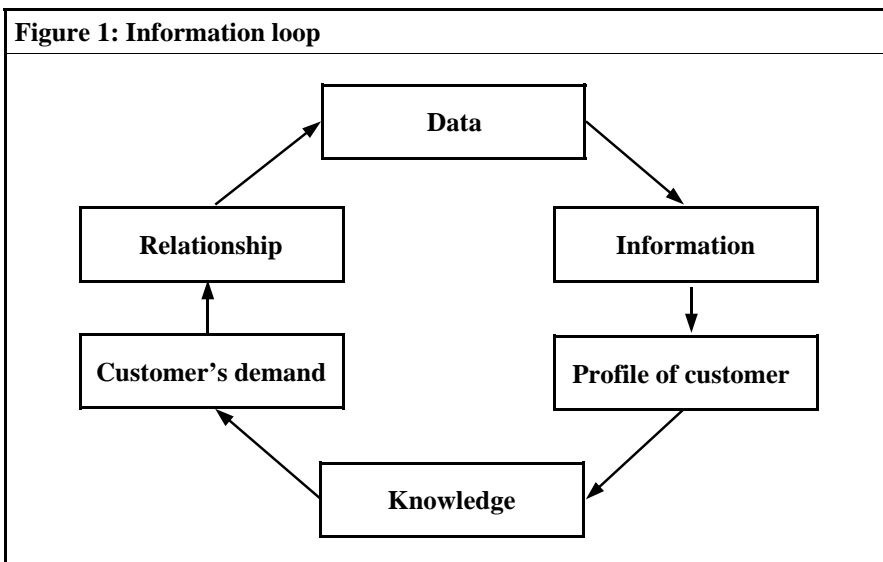 Figure 1: Information loop
Data
Relationship
Information
Customer’s demand
Profile of customer
Knowledge